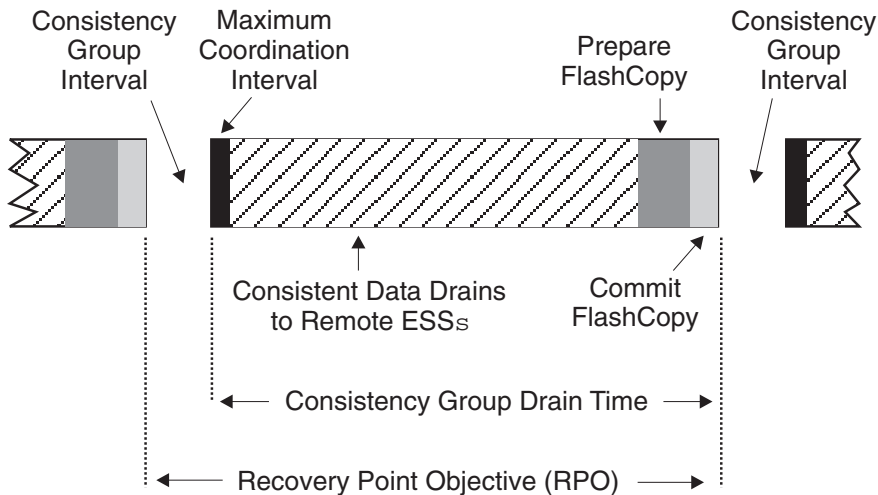 Consistency
Group
Interval
Maximum
Coordination
Interval
Prepare
FlashCopy
Consistency
Group
Interval
Consistent Data Drains
to Remote ESSs
Commit
FlashCopy
Consistency Group Drain Time
Recovery Point Objective (RPO)